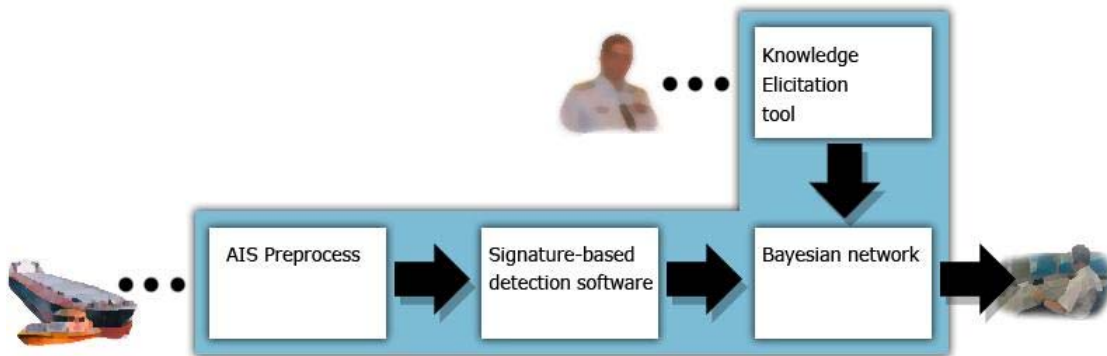 Knowledge
Elicitation
tool
AIS Preprocess
Signature-based
detection software
Bayesian network